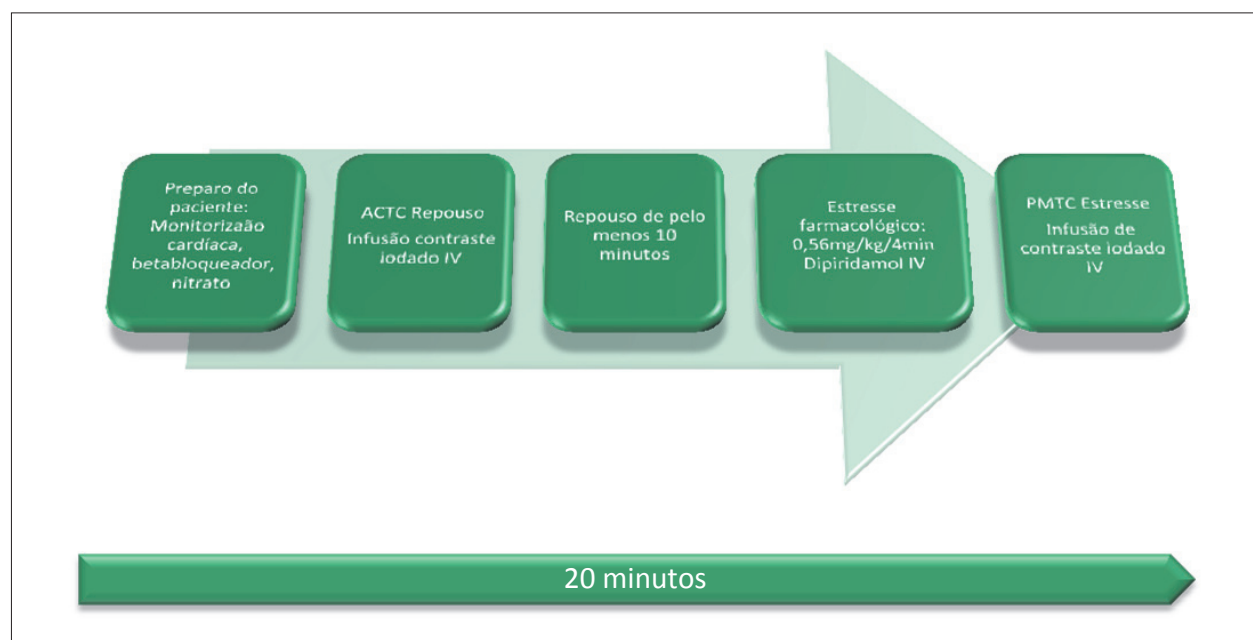 Preparo do
paciente:
Monitorizaão
cardíaca,
betabloqueador,
nitrato
ACTC Repouso
Infusão contraste
iodado IV
Repouso de pelo
menos 10
minutos
Estresse
farmacológico:
0,56mg/kg/4min
Dipiridamol IV
PMTC Estresse
Infusão de
contraste iodado
IV
20 minutos